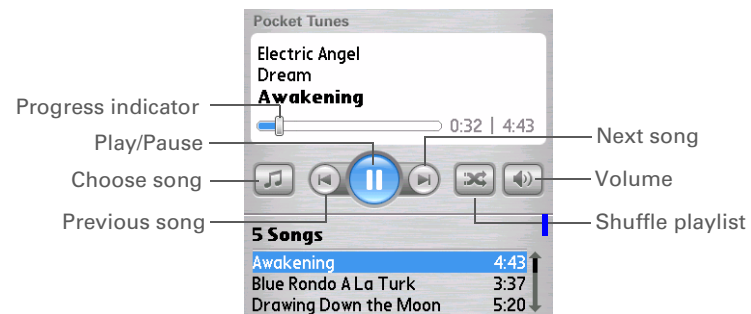 Pocket Tunes
Electric Angel
Dream
Awakening
0:32 | 4:43
Progress indicator
Play/Pause
Choose song
Previous song
Next song
Volume
Shuffle playlist
5 Songs
Awakening 4:43
Blue Rondo A La Turk 3:37
Drawing Down the Moon 5:20